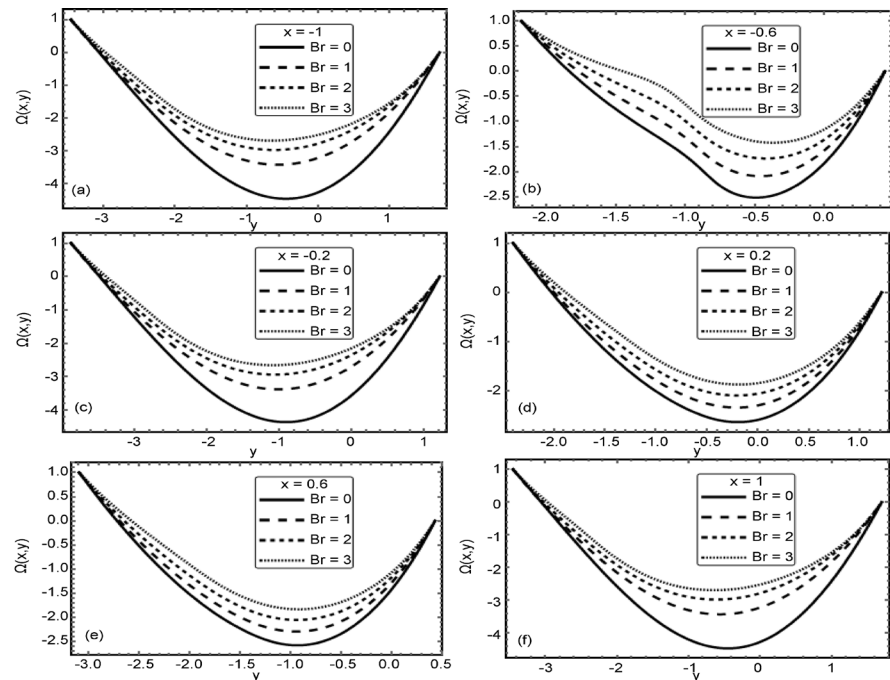 x = -1
Br = 0
Br = 1
Br = 2
Br = 3
1
0
-1
-2
-3
-4
Ω(x,y)
(a)
-3
-2
-1
0
1
y
x = -0.6
Br = 0
Br = 1
Br = 2
Br = 3
1.0
0.5
0.0
-0.5
-1.0
-1.5
-2.0
-2.5
Ω(x,y)
(b)
-2.0
-1.5
-1.0
-0.5
0.0
y
x = -0.2
Br = 0
Br = 1
Br = 2
Br = 3
1
0
-1
-2
-3
-4
Ω(x,y)
(c)
-3
-2
-1
0
1
y
x = 0.2
Br = 0
Br = 1
Br = 2
Br = 3
1
0
-1
-2
Ω(x,y)
(d)
-2.0
-1.5
-1.0
-0.5
0.0
0.5
1.0
y
x = 0.6
Br = 0
Br = 1
Br = 2
Br = 3
1.0
0.5
0.0
-0.5
-1.0
-1.5
-2.0
-2.5
Ω(x,y)
(e)
-3.0
-2.5
-2.0
-1.5
-1.0
-0.5
0.0
0.5
y
x = 1
Br = 0
Br = 1
Br = 2
Br = 3
1
0
-1
-2
-3
-4
Ω(x,y)
(f)
-3
-2
-1
0
1
y